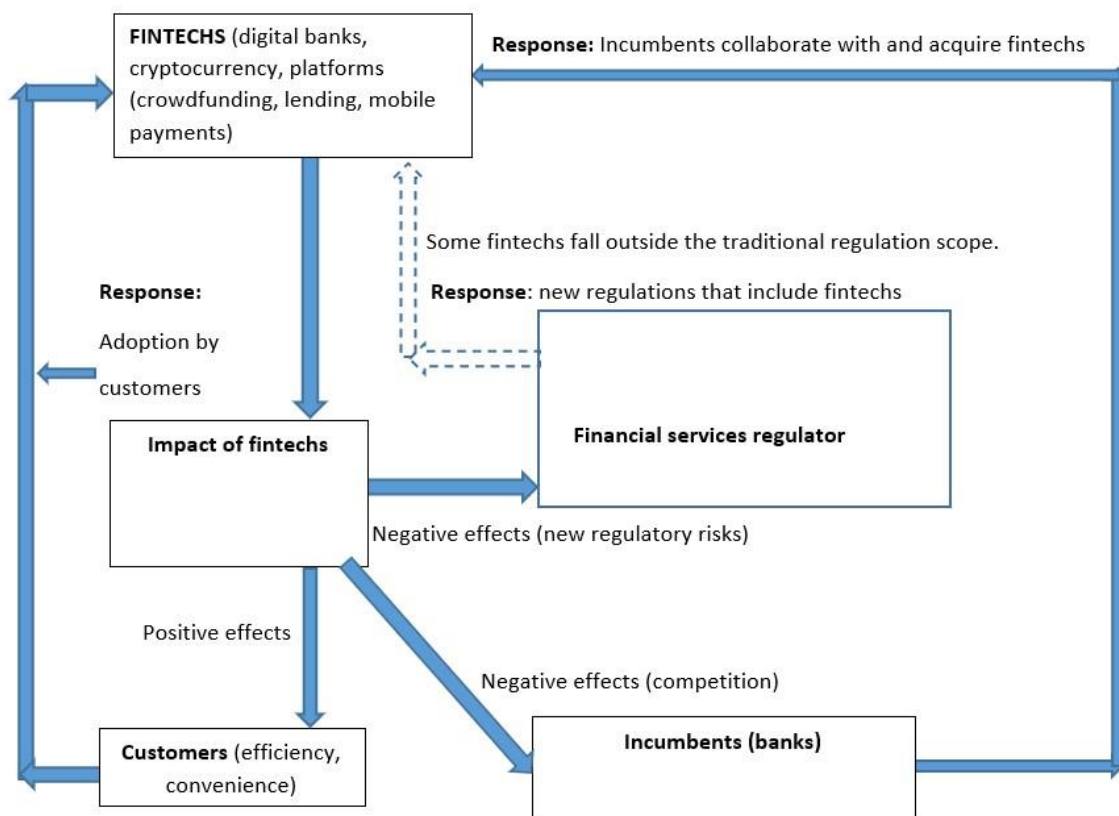 FINTECHS (digital banks,
cryptocurrency, platforms
(crowdfunding, lending, mobile
payments)
Response: Incumbents collaborate with and acquire fintechs
Some fintechs fall outside the traditional regulation scope.
Response: new regulations that include fintechs
Response:
Adoption by
customers
Impact of fintechs
Financial services regulator
Negative effects (new regulatory risks)
Positive effects
Negative effects (competition)
Customers (efficiency,
convenience)
Incumbents (banks)